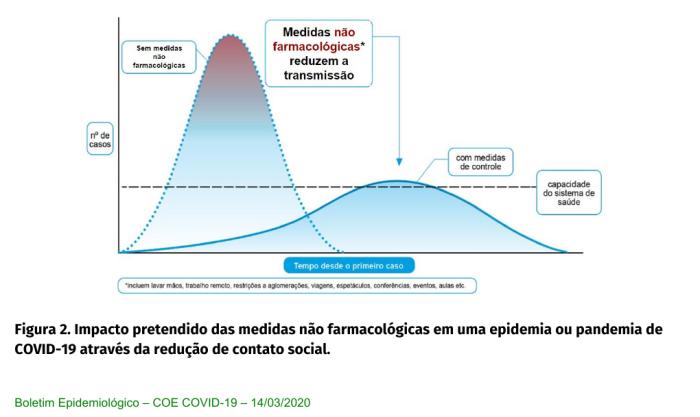 Sem medidas
não
farmacológicas
Medidas não
farmacológicas*
reduzem a
transmissão
nº de
casos
com medidas
de controle
capacidade
do sistema de
saúde
Tempo desde o primeiro caso
*Incluem lavar mãos, trabalho remoto, restrições a aglomerações, viagens, espetáculos, conferências, eventos, aulas etc.
Figura 2. Impacto pretendido das medidas não farmacológicas em uma epidemia ou pandemia de
COVID-19 através da redução de contato social.
Boletim Epidemiológico – COE COVID-19 – 14/03/2020